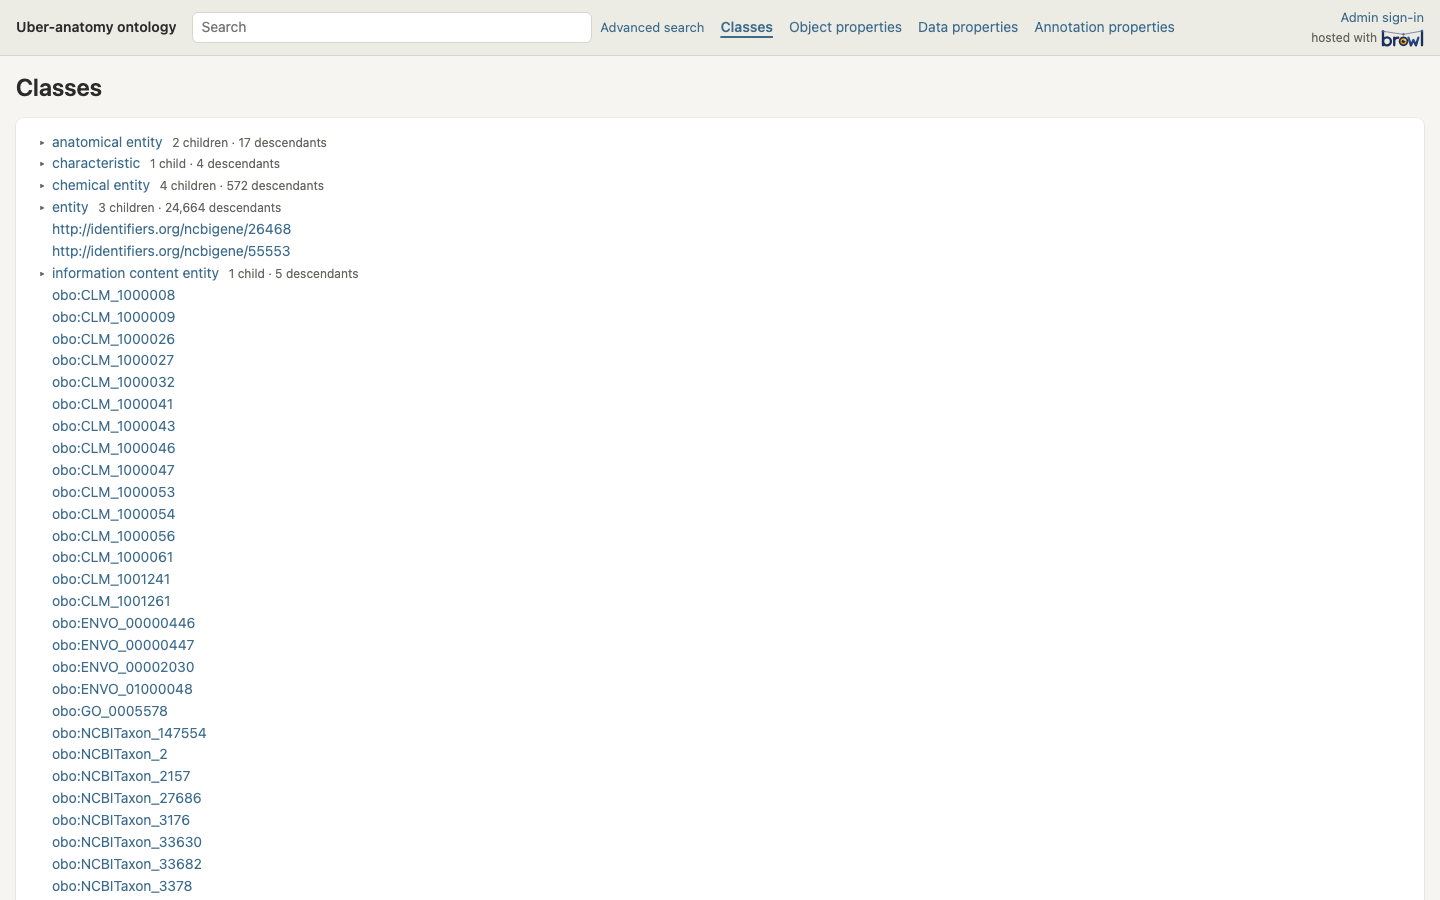 Uber-anatomy ontology
Search
Advanced search
Classes
Object properties
Data properties
Annotation properties
Admin sign-in
hosted with browl
Classes
anatomical entity 2 children · 17 descendants
characteristic 1 child · 4 descendants
chemical entity 4 children · 572 descendants
entity 3 children · 24,664 descendants
http://identifiers.org/ncbigene/26468
http://identifiers.org/ncbigene/55553
information content entity 1 child · 5 descendants
obo:CLM_1000008
obo:CLM_1000009
obo:CLM_1000026
obo:CLM_1000027
obo:CLM_1000032
obo:CLM_1000041
obo:CLM_1000043
obo:CLM_1000046
obo:CLM_1000047
obo:CLM_1000053
obo:CLM_1000054
obo:CLM_1000056
obo:CLM_1000061
obo:CLM_1001241
obo:CLM_1001261
obo:ENVO_00000446
obo:ENVO_00000447
obo:ENVO_00002030
obo:ENVO_01000048
obo:GO_0005578
obo:NCBITaxon_147554
obo:NCBITaxon_2
obo:NCBITaxon_2157
obo:NCBITaxon_27686
obo:NCBITaxon_3176
obo:NCBITaxon_33630
obo:NCBITaxon_33682
obo:NCBITaxon_3378